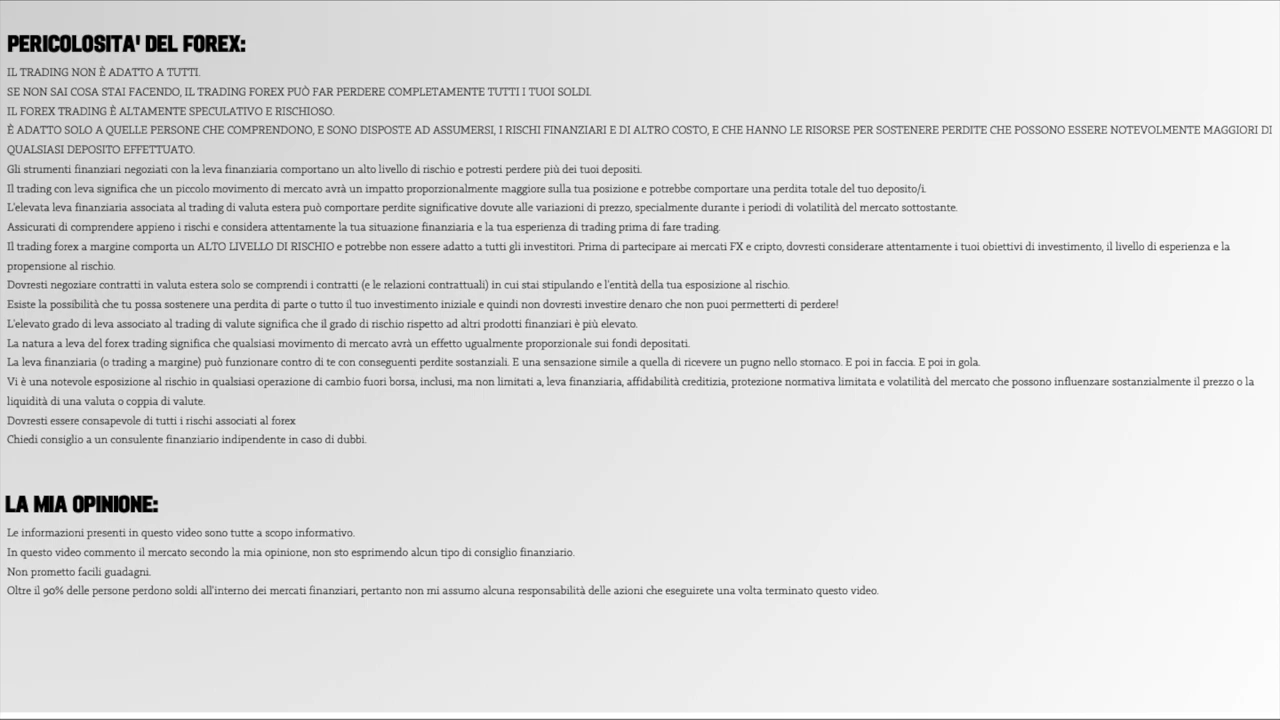 PERICOLOSITA' DEL FOREX:
IL TRADING NON È ADATTO A TUTTI.
SE NON SAI COSA STAI FACENDO, IL TRADING FOREX PUÒ FAR PERDERE COMPLETAMENTE TUTTI I TUOI SOLDI.
IL FOREX TRADING È ALTAMENTE SPECULATIVO E RISCHIOSO.
È ADATTO SOLO A QUELLE PERSONE CHE COMPRENDONO, E SONO DISPOSTE AD ASSUMERSI, I RISCHI FINANZIARI E DI ALTRO COSTO, E CHE HANNO LE RISORSE PER SOSTENERE PERDITE CHE POSSONO ESSERE NOTEVOLMENTE MAGGIORI DI
QUALSIASI DEPOSITO EFFETTUATO.
Gli strumenti finanziari negoziati con la leva finanziaria comportano un alto livello di rischio e potresti perdere più dei tuoi depositi.
Il trading con leva significa che un piccolo movimento di mercato avrà un impatto proporzionalmente maggiore sulla tua posizione e potrebbe comportare una perdita totale del tuo deposito/i.
L'elevata leva finanziaria associata al trading di valuta estera può comportare perdite significative dovute alle variazioni di prezzo, specialmente durante i periodi di volatilità del mercato sottostante.
Assicurati di comprendere appieno i rischi e considera attentamente la tua situazione finanziaria e la tua esperienza di trading prima di fare trading.
Il trading forex a margine comporta un ALTO LIVELLO DI RISCHIO e potrebbe non essere adatto a tutti gli investitori. Prima di partecipare ai mercati FX e cripto, dovresti considerare attentamente i tuoi obiettivi di investimento, il livello di esperienza e la
propensione al rischio.
Dovresti negoziare contratti in valuta estera solo se comprendi i contratti (e le relazioni contrattuali) in cui stai stipulando e l'entità della tua esposizione al rischio.
Esiste la possibilità che tu possa sostenere una perdita di parte o tutto il tuo investimento iniziale e quindi non dovresti investire denaro che non puoi permetterti di perdere!
L'elevato grado di leva associato al trading di valute significa che il grado di rischio rispetto ad altri prodotti finanziari è più elevato.
La natura a leva del forex trading significa che qualsiasi movimento di mercato avrà un effetto ugualmente proporzionale sui fondi depositati.
La leva finanziaria (o trading a margine) può funzionare contro di te con conseguenti perdite sostanziali. E una sensazione simile a quella di ricevere un pugno nello stomaco. E poi in faccia. E poi in gola.
Vi è una notevole esposizione al rischio in qualsiasi operazione di cambio fuori borsa, inclusi, ma non limitati a, leva finanziaria, affidabilità creditizia, protezione normativa limitata e volatilità del mercato che possono influenzare sostanzialmente il prezzo o la
liquidità di una valuta o coppia di valute.
Dovresti essere consapevole di tutti i rischi associati al forex
Chiedi consiglio a un consulente finanziario indipendente in caso di dubbi.
LA MIA OPINIONE:
Le informazioni presenti in questo video sono tutte a scopo informativo.
In questo video commento il mercato secondo la mia opinione, non sto esprimendo alcun tipo di consiglio finanziario.
Non prometto facili guadagni.
Oltre il 90% delle persone perdono soldi all'interno dei mercati finanziari, pertanto non mi assumo alcuna responsabilità delle azioni che eseguirete una volta terminato questo video.